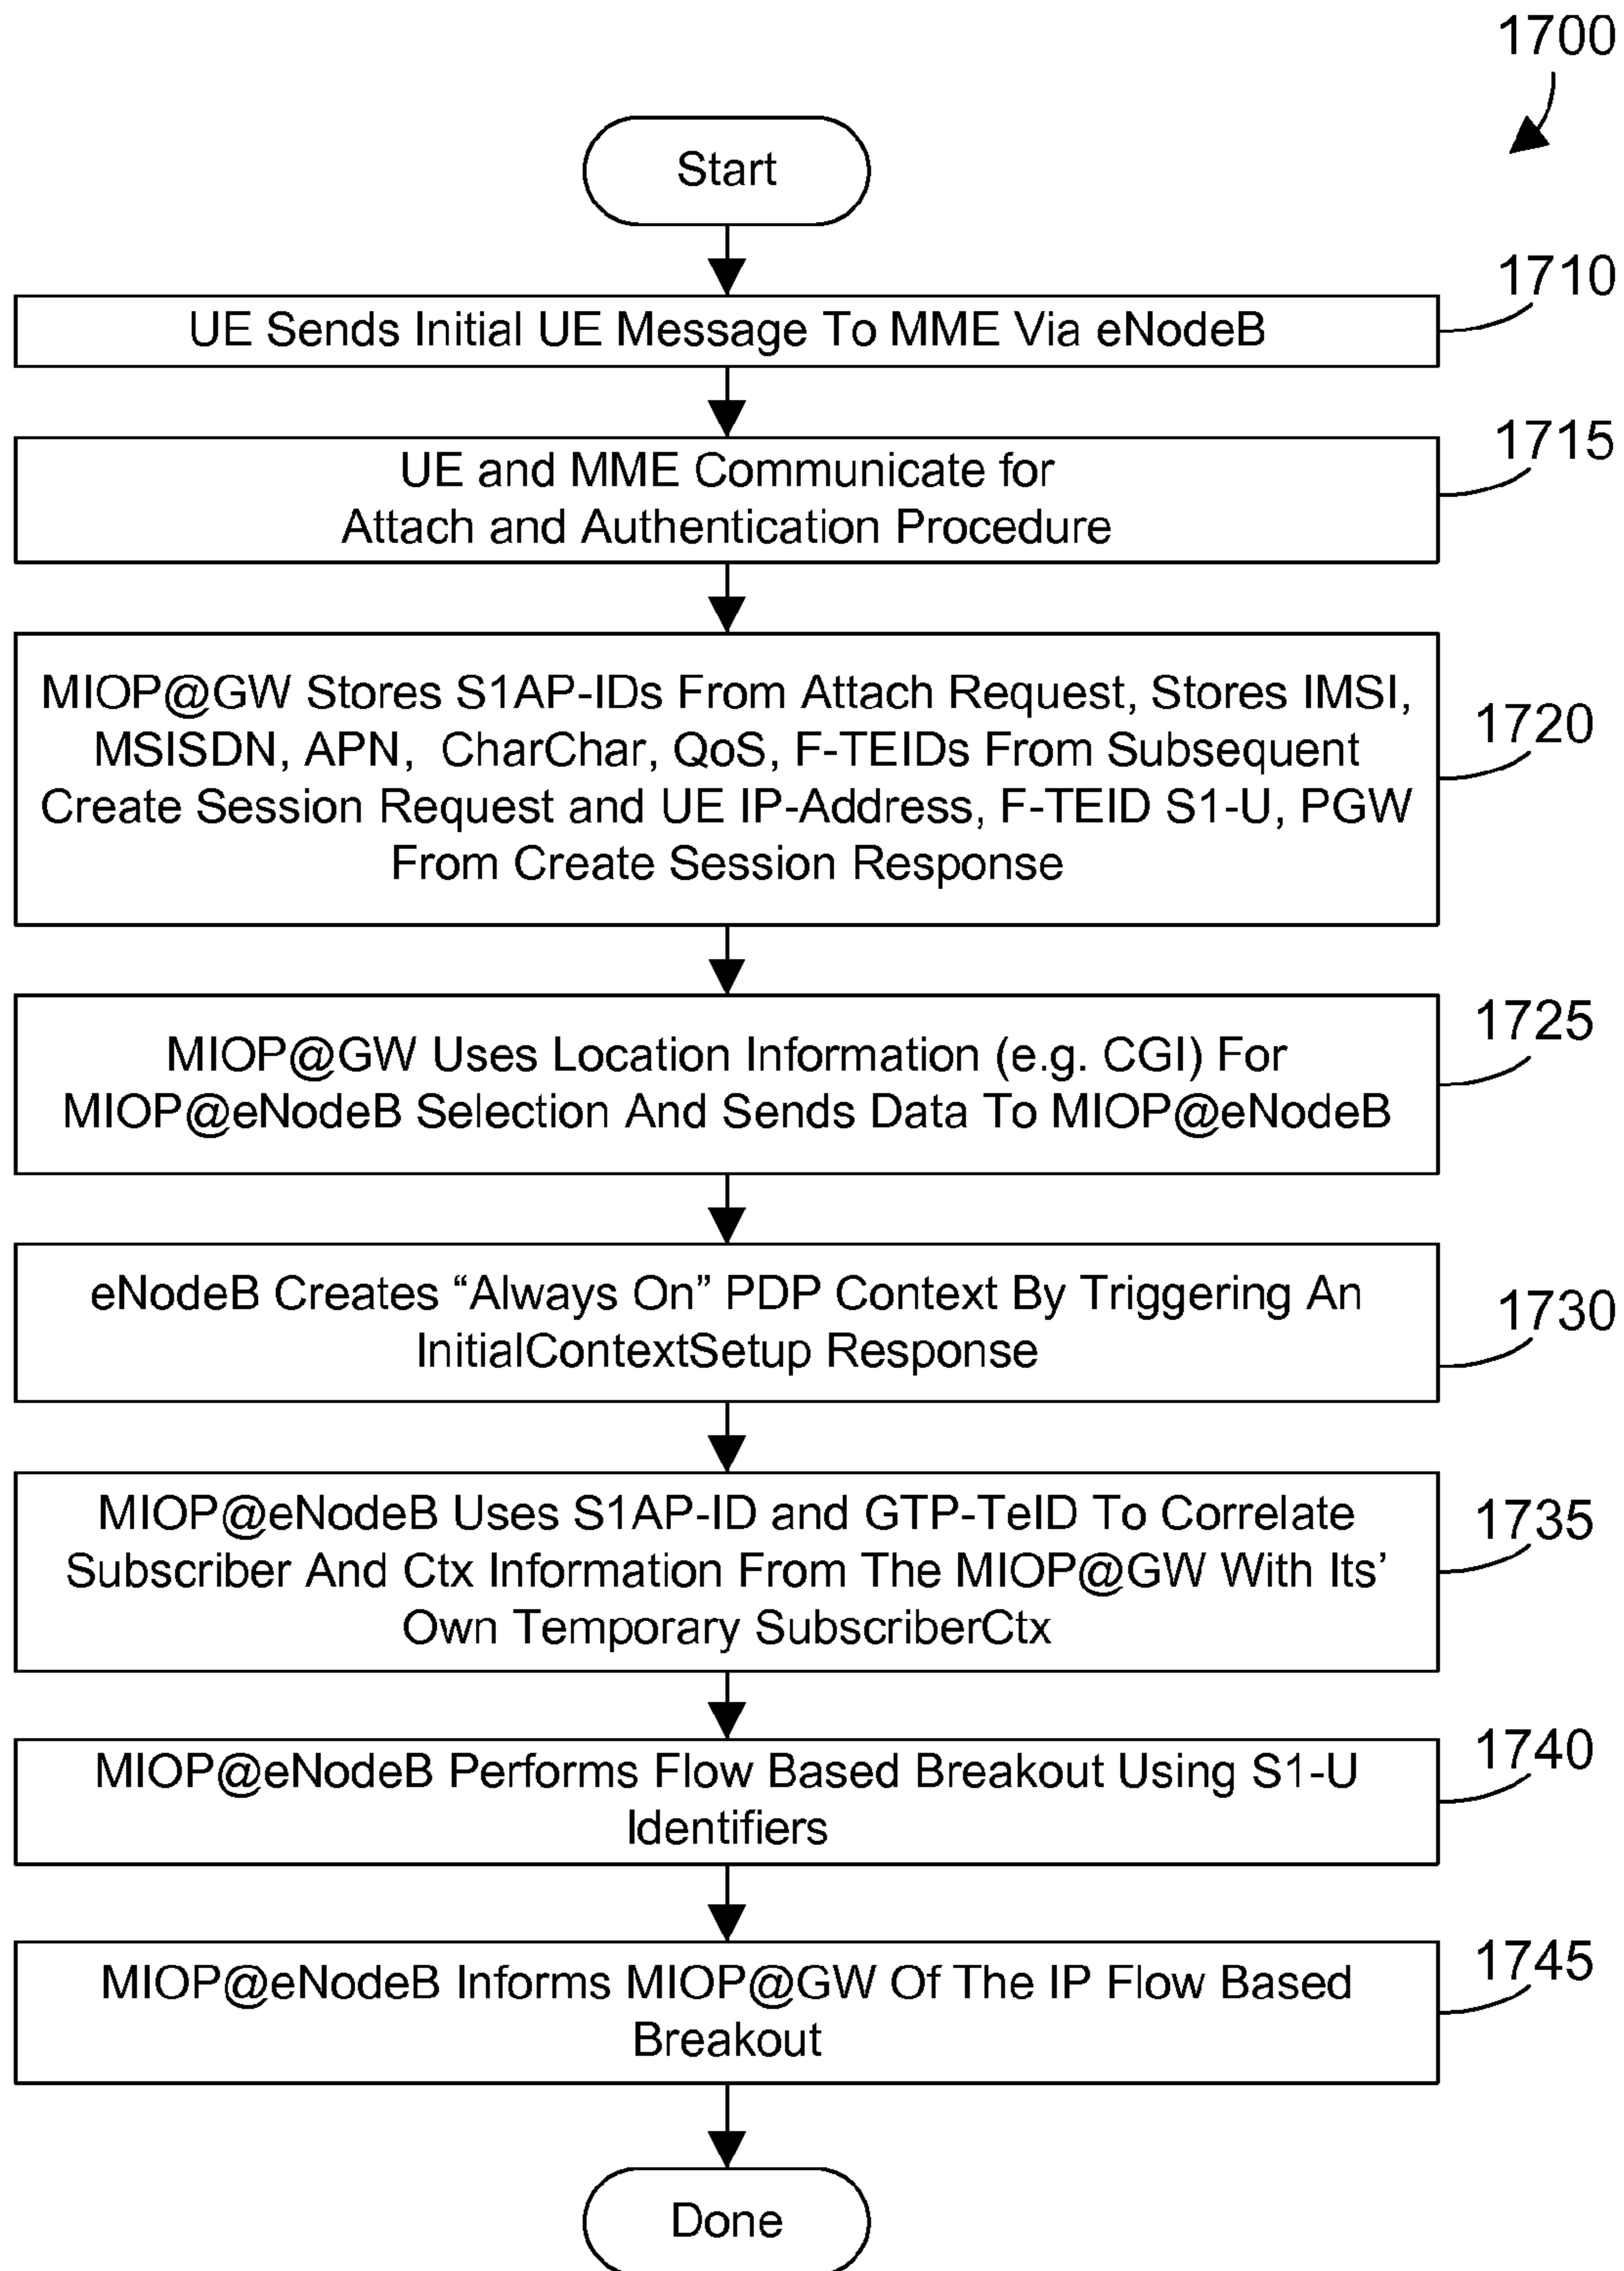 1700
Start
1710
UE Sends Initial UE Message To MME Via eNodeB
1715
UE and MME Communicate for
Attach and Authentication Procedure
1720
MIOP@GW Stores S1AP-IDs From Attach Request, Stores IMSI,
MSISDN, APN, CharChar, QoS, F-TEIDs From Subsequent
Create Session Request and UE IP-Address, F-TEID S1-U, PGW
From Create Session Response
1725
MIOP@GW Uses Location Information (e.g. CGI) For
MIOP@eNodeB Selection And Sends Data To MIOP@eNodeB
1730
eNodeB Creates “Always On” PDP Context By Triggering An
InitialContextSetup Response
1735
MIOP@eNodeB Uses S1AP-ID and GTP-TeID To Correlate
Subscriber And Ctx Information From The MIOP@GW With Its’
Own Temporary SubscriberCtx
1740
MIOP@eNodeB Performs Flow Based Breakout Using S1-U
Identifiers
1745
MIOP@eNodeB Informs MIOP@GW Of The IP Flow Based
Breakout
Done